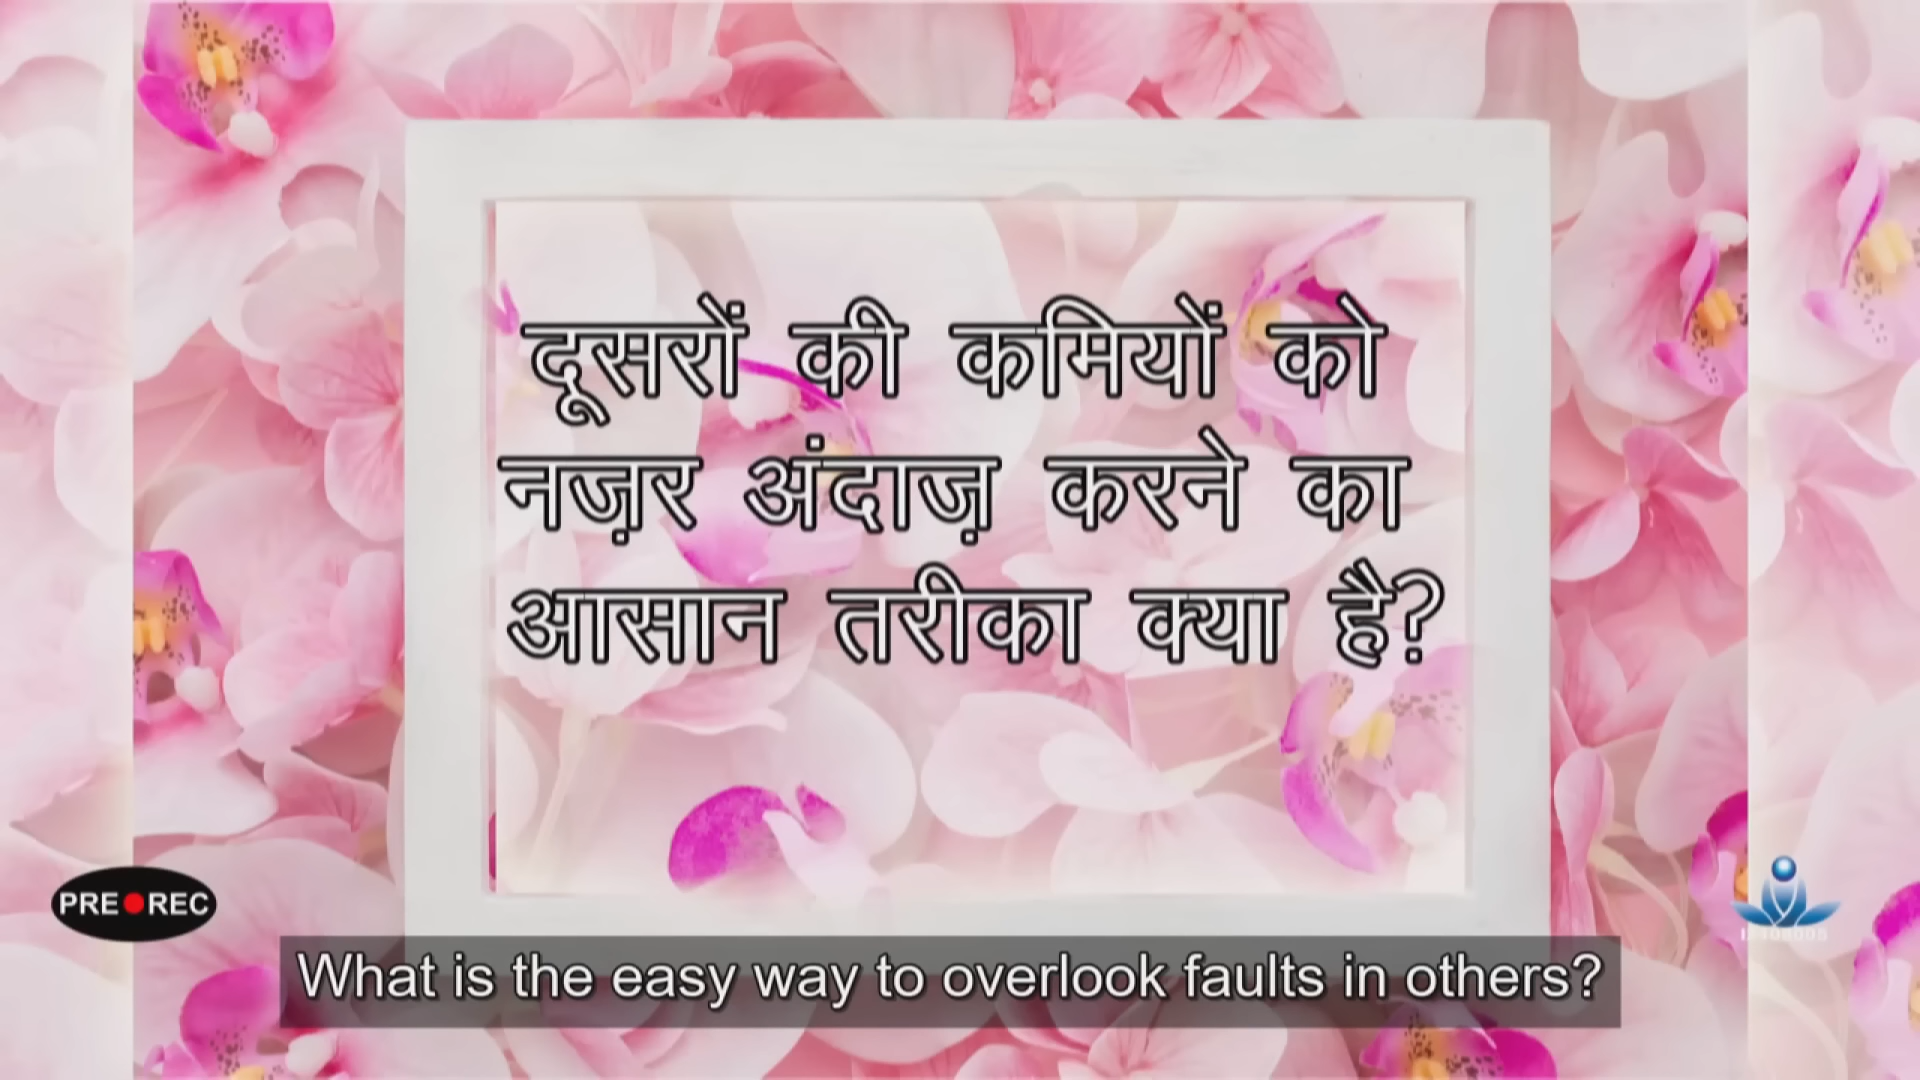 दूसरों की कमियों को
नज़र अंदाज़ करने का
आसान तरीका क्या है?
PRE REC
What is the easy way to overlook faults in others?